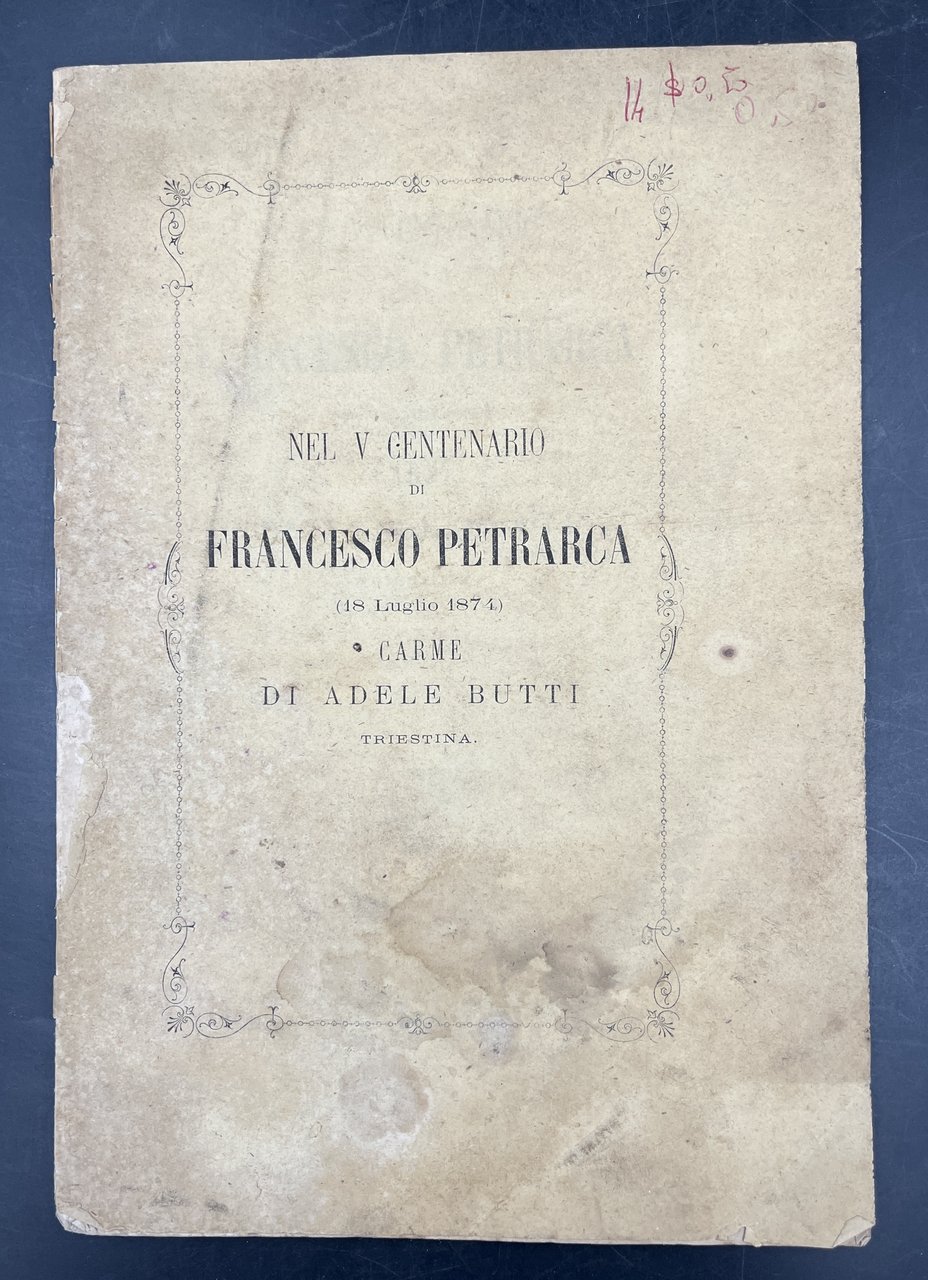 NEL V CENTENARIO
DI
FRANCESCO PETRARCA
(18 Luglio 1874)
CARME
DI ADELE BUTTI
TRIESTINA.